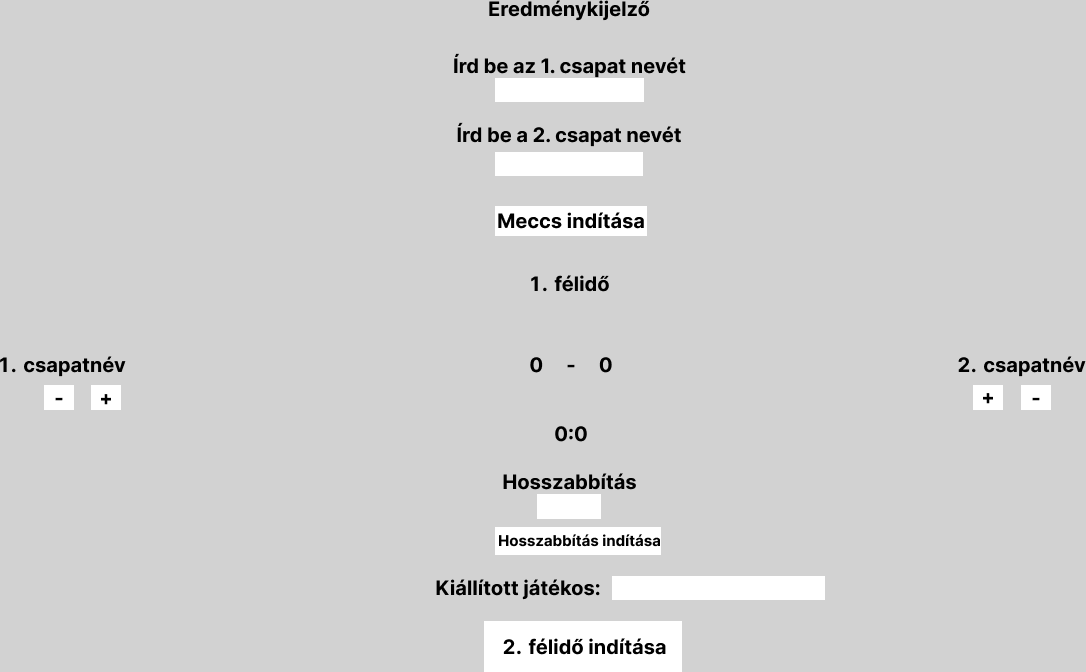 Eredménykijelző
Írd be az 1. csapat nevét
Írd be a 2. csapat nevét
Meccs indítása
1. félidő
1. csapatnév 0 - 0 2. csapatnév
- + + -
0:0
Hosszabbítás
Hosszabbítás indítása
Kiállított játékos:
2. félidő indítása